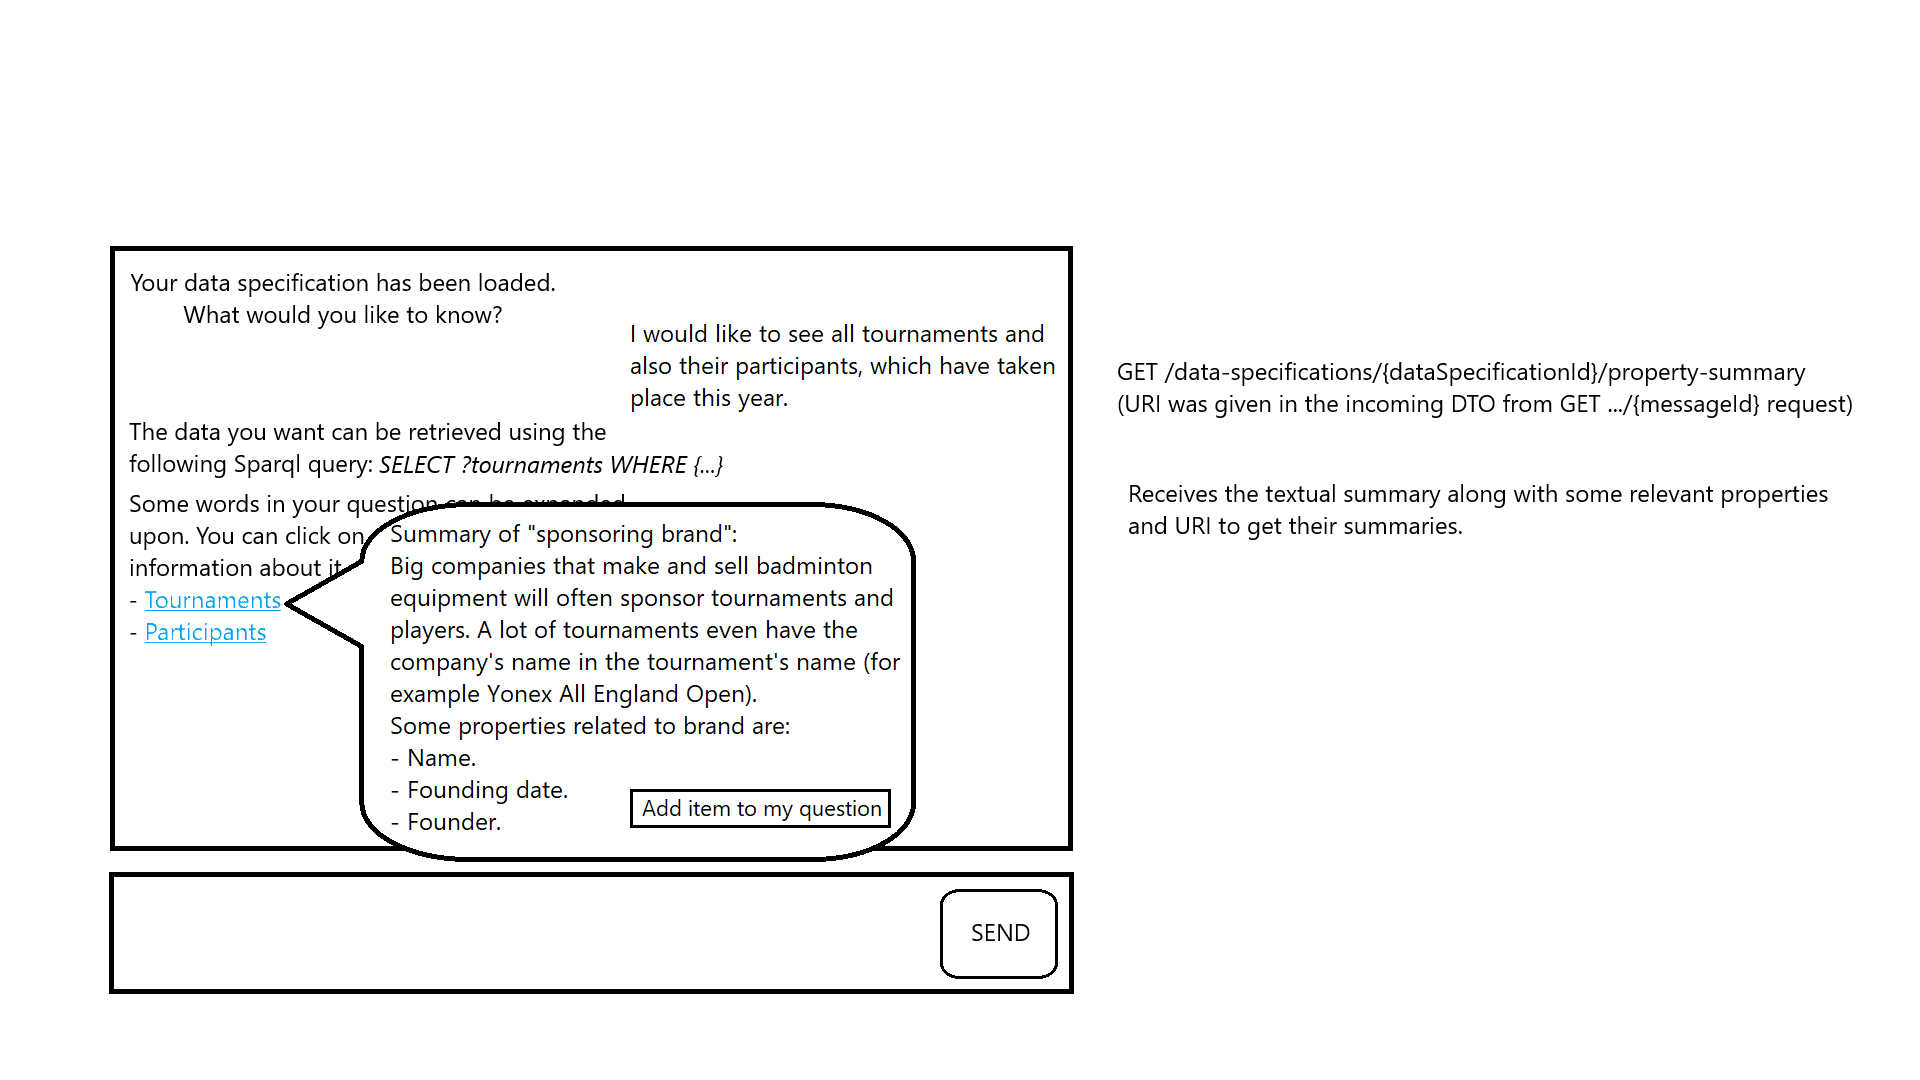 Your data specification has been loaded.
What would you like to know?
I would like to see all tournaments and
also their participants, which have taken
place this year.
The data you want can be retrieved using the
following Sparql query: SELECT ?tournaments WHERE {...}
Some words in your question can be expanded
upon. You can click on
information about it
- Tournaments
- Participants
Summary of "sponsoring brand":
Big companies that make and sell badminton
equipment will often sponsor tournaments and
players. A lot of tournaments even have the
company's name in the tournament's name (for
example Yonex All England Open).
Some properties related to brand are:
- Name.
- Founding date.
- Founder.
Add item to my question
SEND
GET /data-specifications/{dataSpecificationId}/property-summary
(URI was given in the incoming DTO from GET .../{messageId} request)
Receives the textual summary along with some relevant properties
and URI to get their summaries.